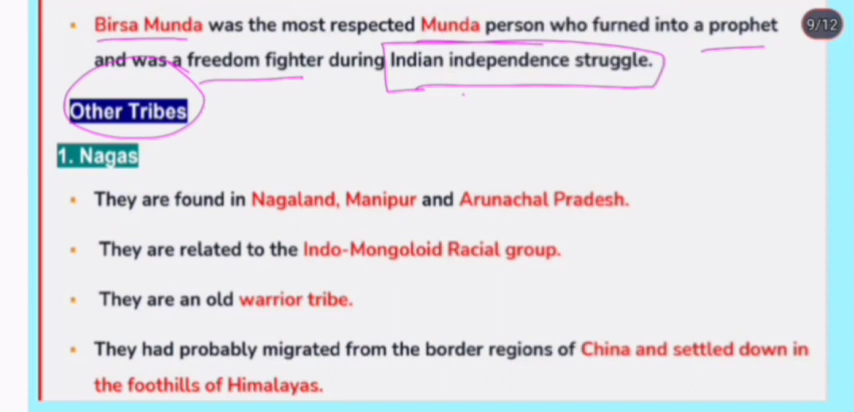 Birsa Munda was the most respected Munda person who furned into a prophet
9/12
and was a freedom fighter during Indian independence struggle.
Other Tribes
1. Nagas
They are found in Nagaland, Manipur and Arunachal Pradesh.
They are related to the Indo-Mongoloid Racial group.
They are an old warrior tribe.
They had probably migrated from the border regions of China and settled down in
the foothills of Himalayas.